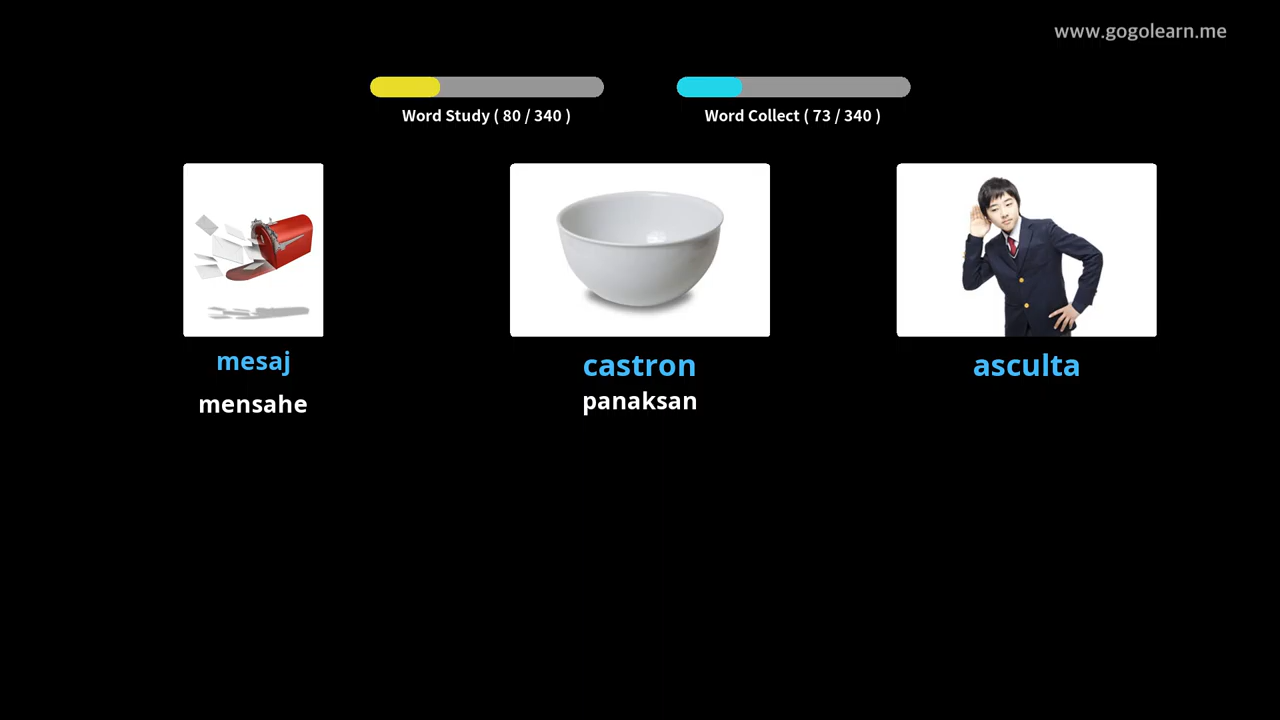 www.gogolearn.me
Word Study ( 80 / 340 )
Word Collect ( 73 / 340 )
mesaj
mensahe
castron
panaksan
asculta